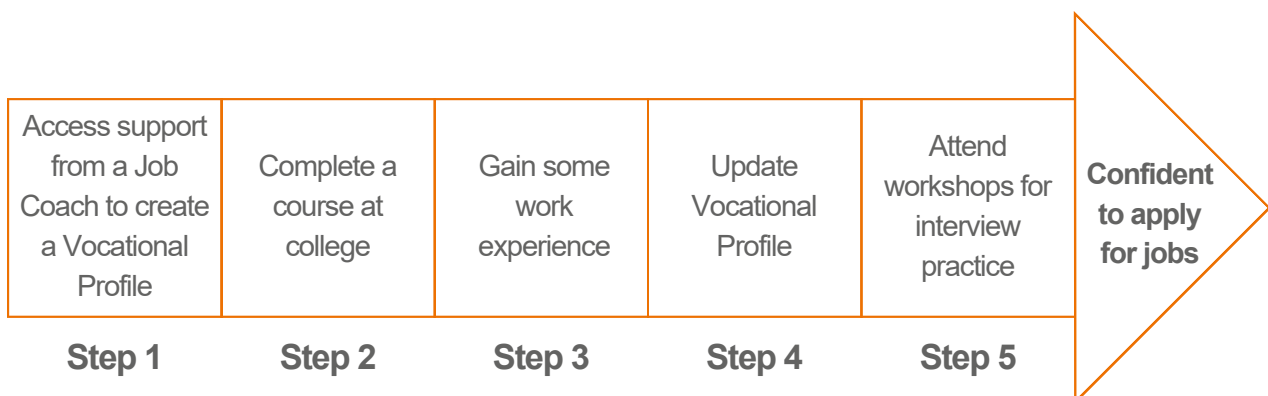 Access support
from a Job
Coach to create
a Vocational
Profile
Complete a
course at
college
Gain some
work
experience
Update
Vocational
Profile
Attend
workshops for
interview
practice
Confident
to apply
for jobs
Step 1
Step 2
Step 3
Step 4
Step 5